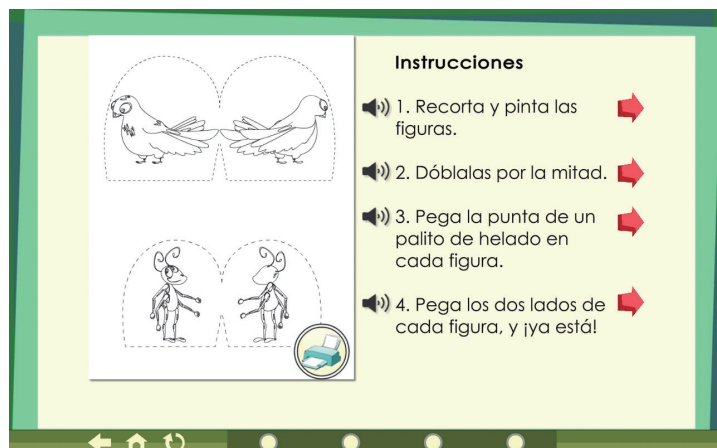 Instrucciones
1. Recorta y pinta las
figuras.
2. Dóblalas por la mitad.
3. Pega la punta de un
palito de helado en
cada figura.
4. Pega los dos lados de
cada figura, y ¡ya está!